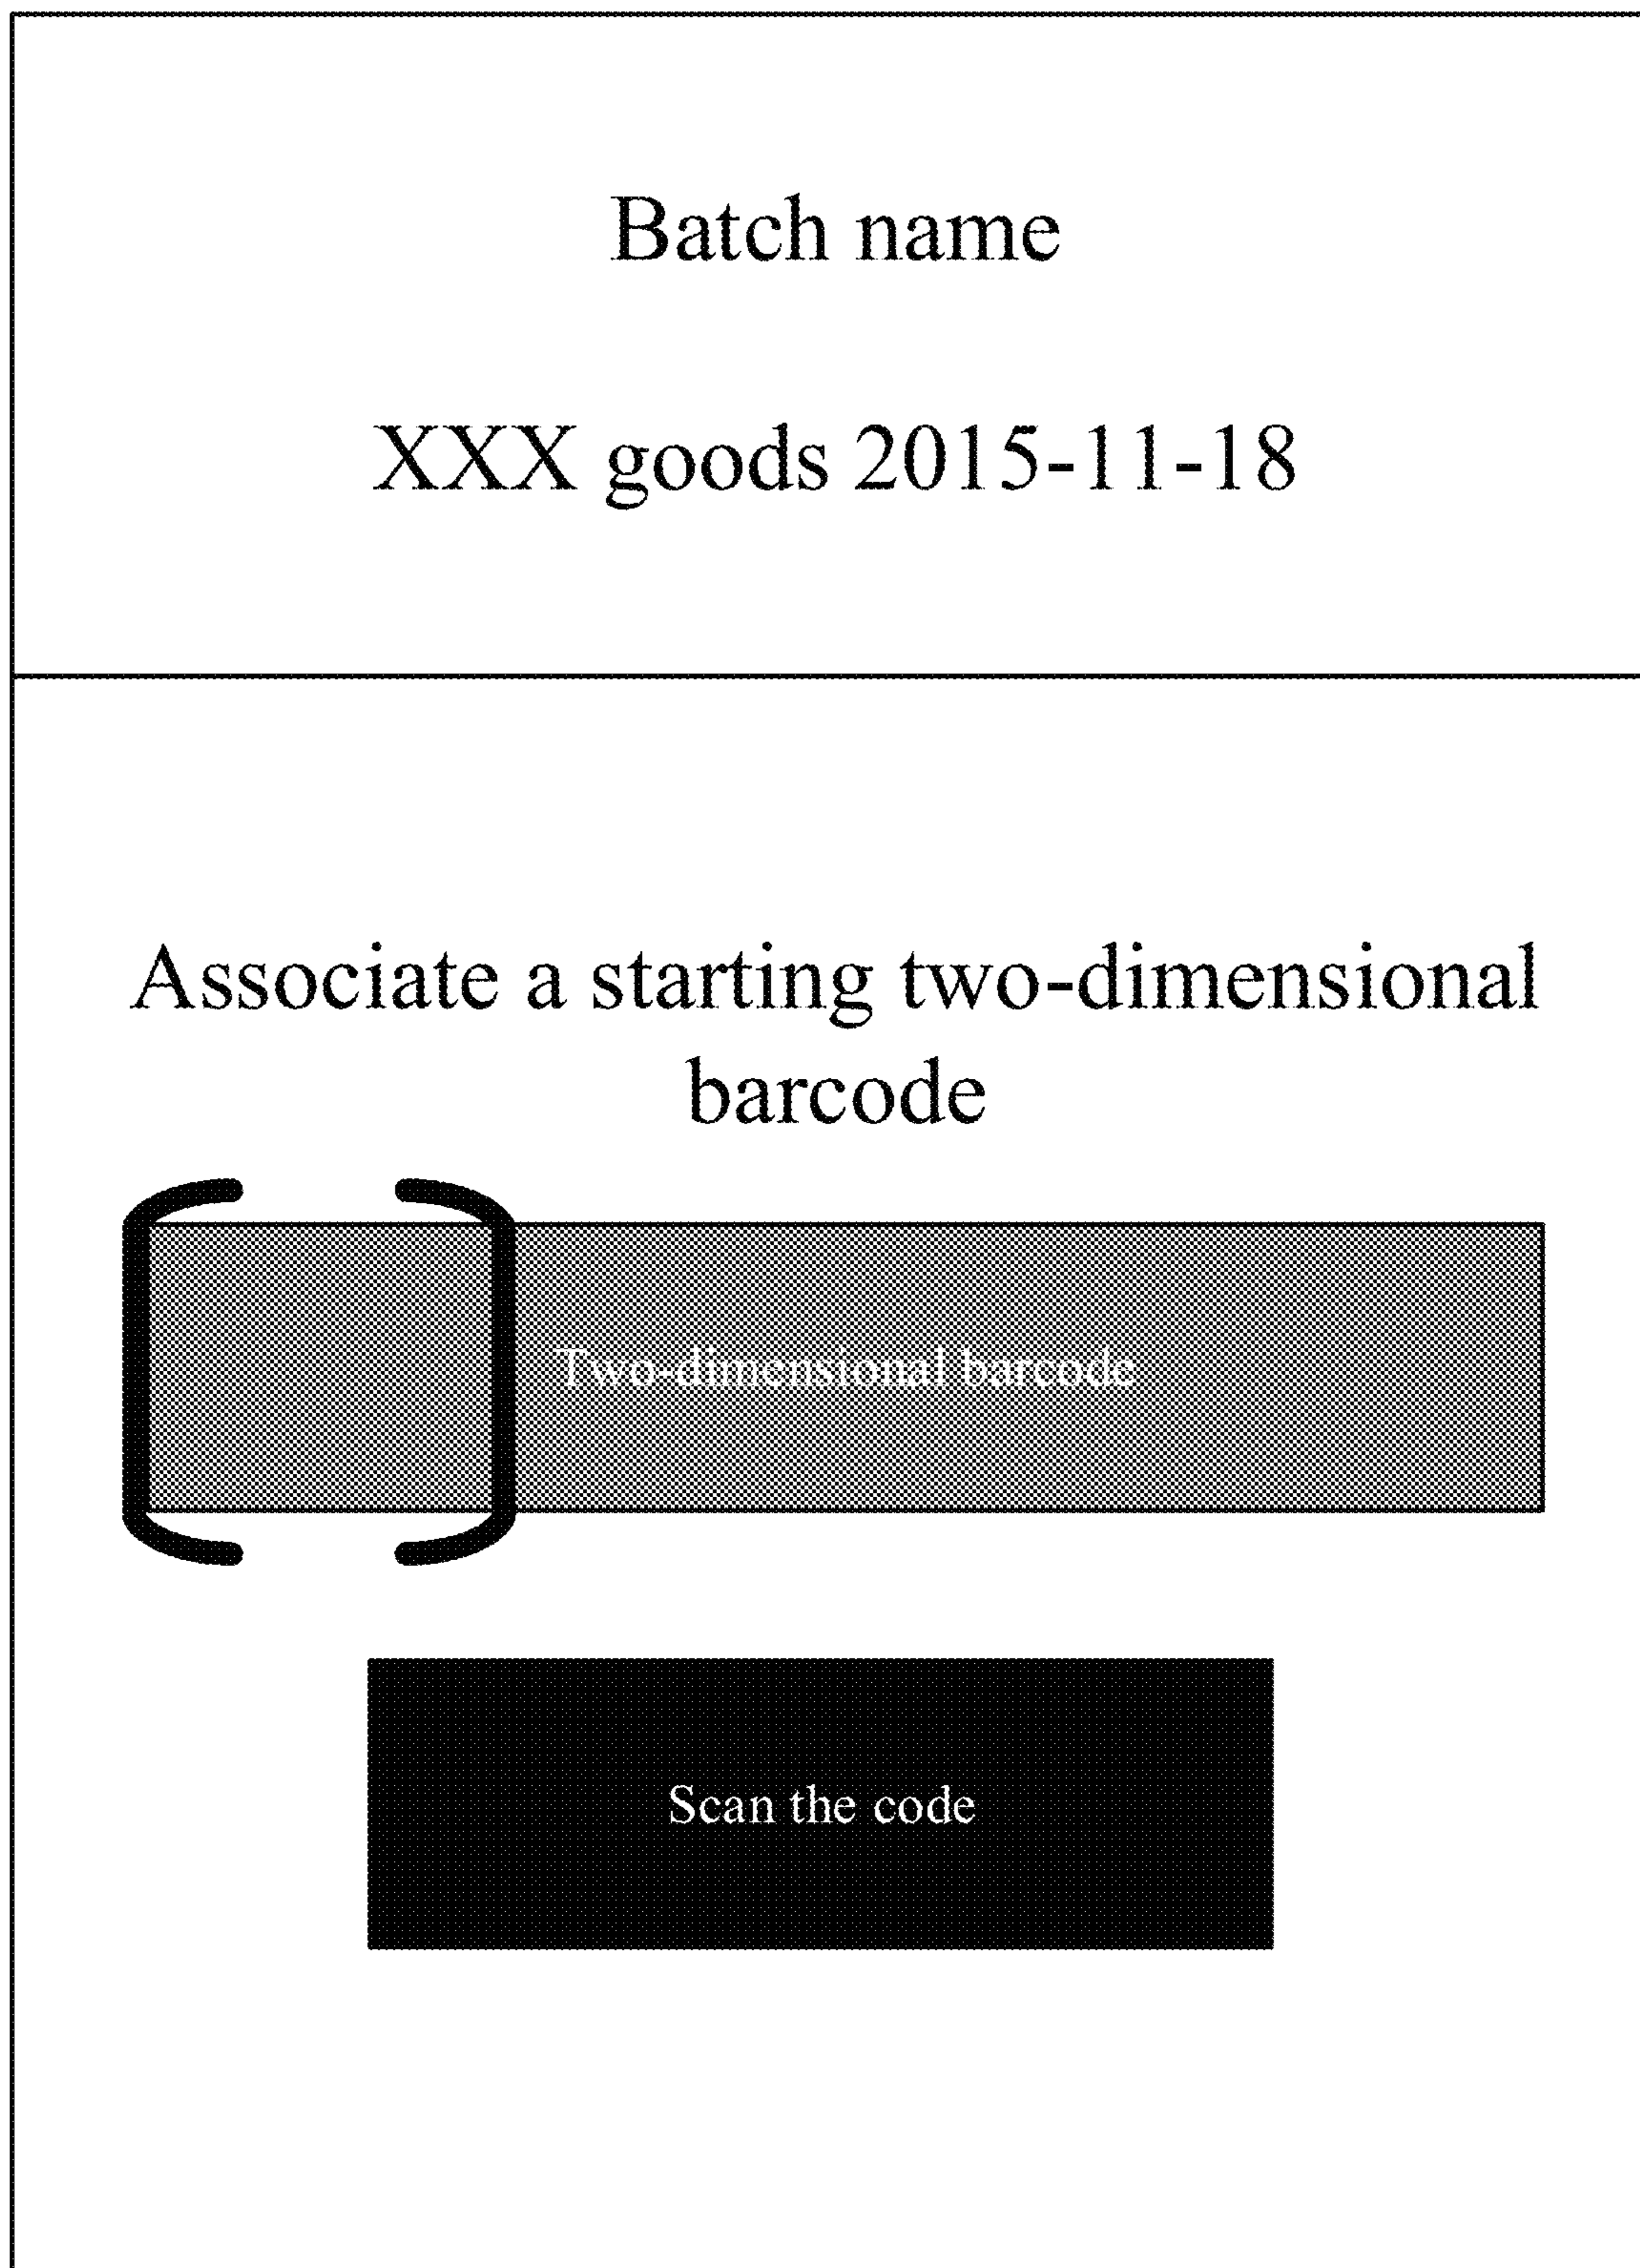 Batch name
XXX goods 2015-11-18
Associate a starting two-dimensional
barcode
Two-dimensional barcode
Scan the code